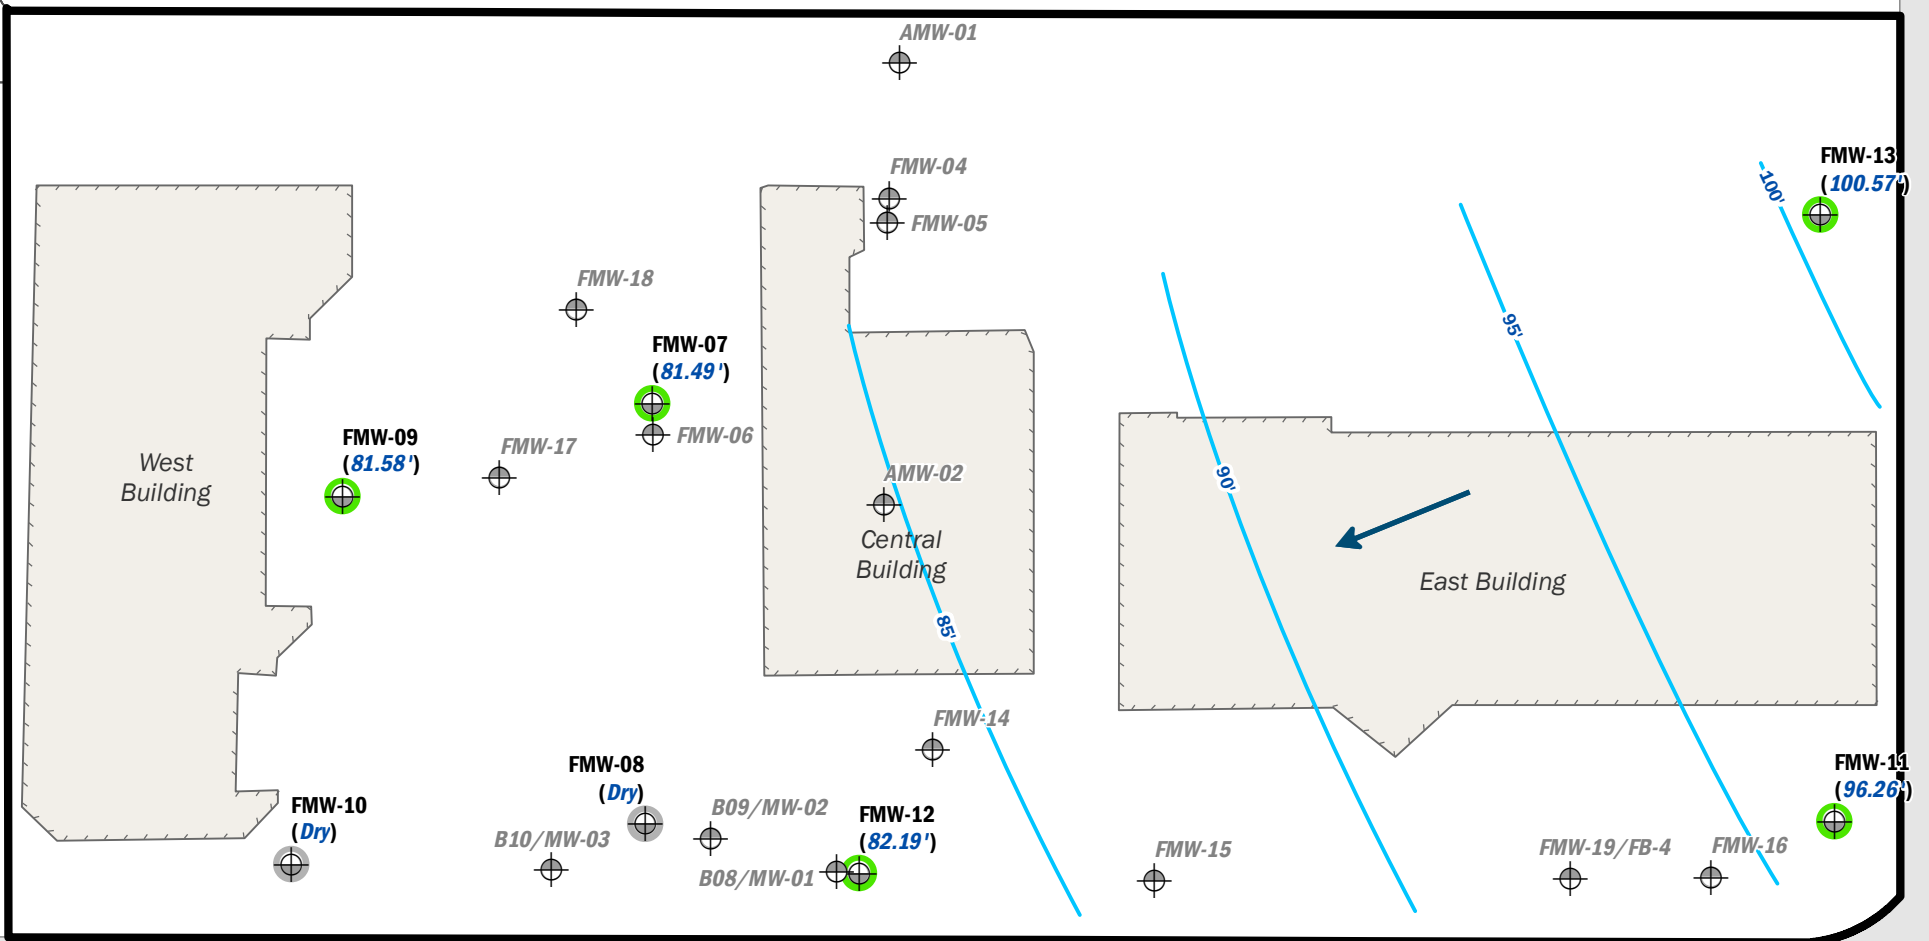 AMW-01
FMW-13
(100.57')
FMW-04
FMW-05
100'
FMW-18
95'
FMW-07
(81.49')
FMW-06
FMW-09
(81.58')
FMW-17
West
Building
AMW-02
90'
Central
Building
East Building
85'
FMW-14
FMW-08
(Dry)
FMW-11
(96.26')
FMW-10
(Dry)
B09/MW-02
FMW-12
(82.19')
B10/MW-03
B08/MW-01
FMW-15
FMW-19/FB-4
FMW-16